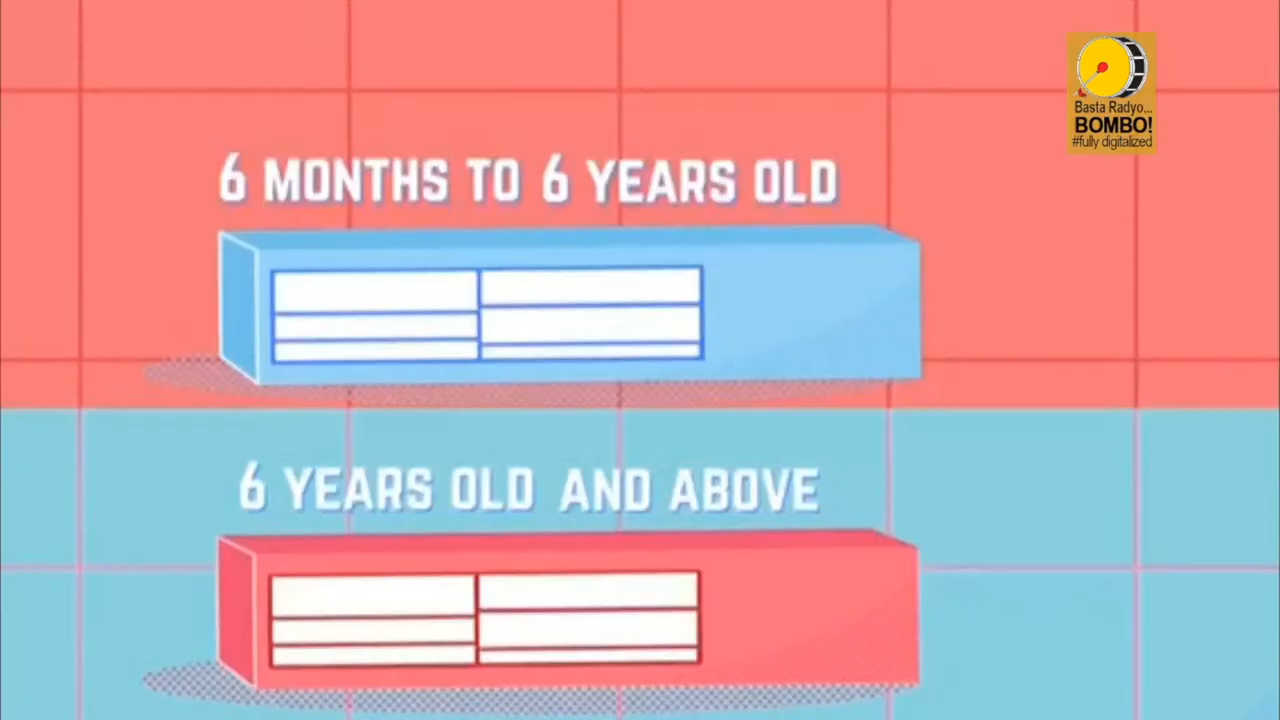 Basta Radyo...
BOMBO!
#fully digitalized
6 MONTHS TO 6 YEARS OLD
6 YEARS OLD AND ABOVE